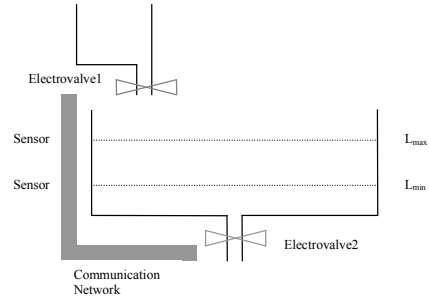 Electrovalve1
Sensor
Lmax
Sensor
Lmin
Electrovalve2
Communication
Network